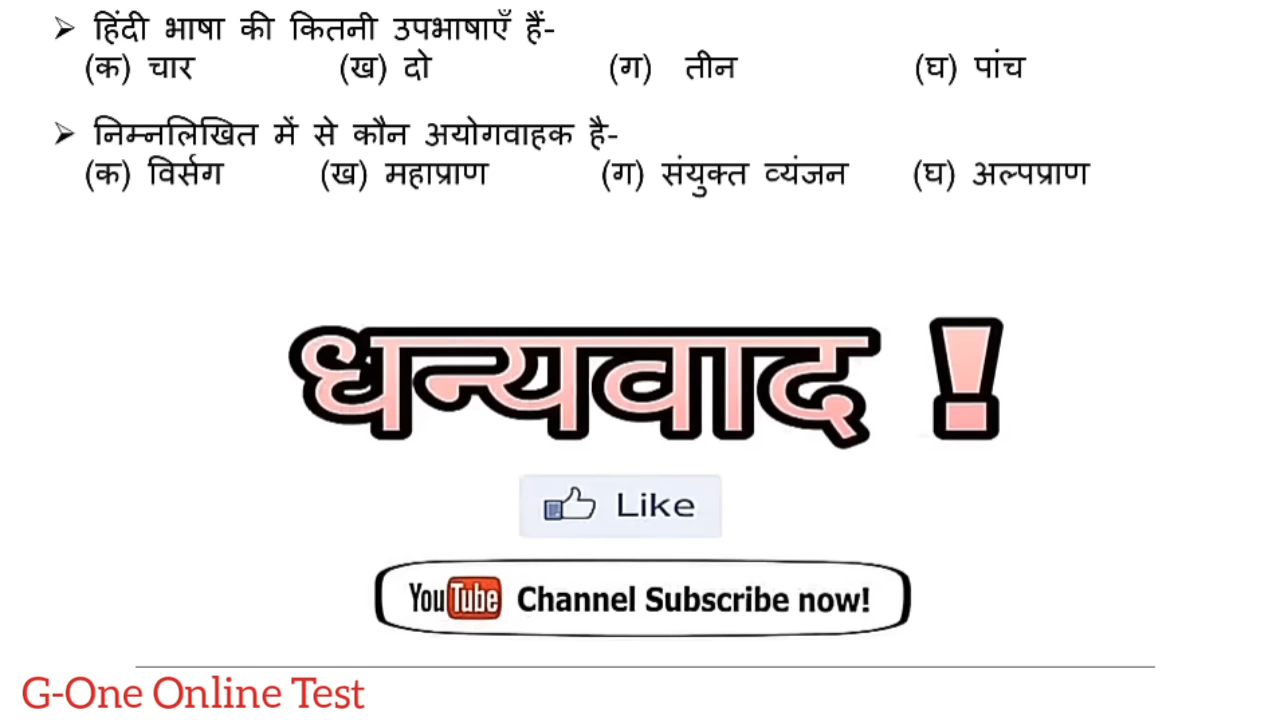 ➢ हिंदी भाषा की कितनी उपभाषाएँ हैं-
(क) चार (ख) दो (ग) तीन (घ) पांच
➢ निम्नलिखित में से कौन अयोगवाहक है-
(क) विर्सग (ख) महाप्राण (ग) संयुक्त व्यंजन (घ) अल्पप्राण
धन्यवाद !
Like
YouTube Channel Subscribe now!
G-One Online Test